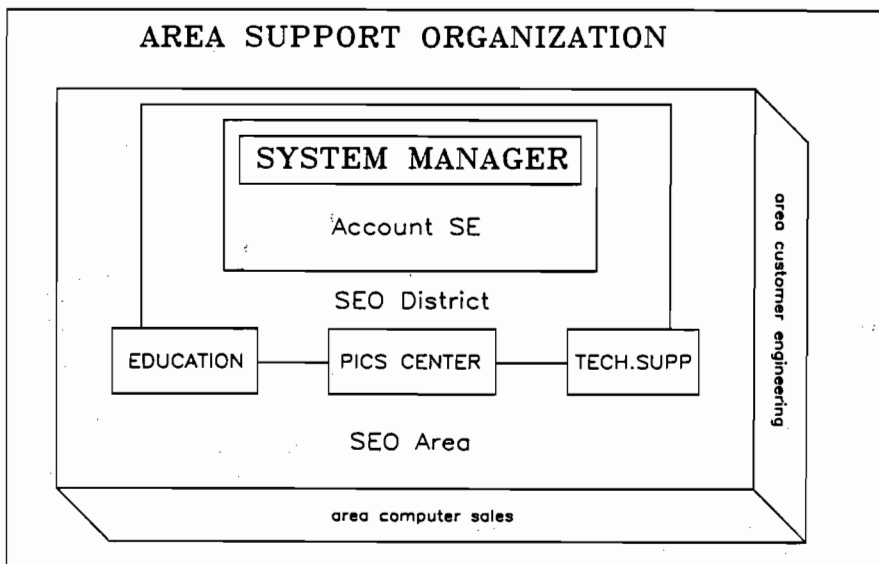 AREA SUPPORT ORGANIZATION
SYSTEM MANAGER
Account SE
SEO District
EDUCATION
PICS CENTER
TECH.SUPP
SEO Area
area computer sales
area customer engineering